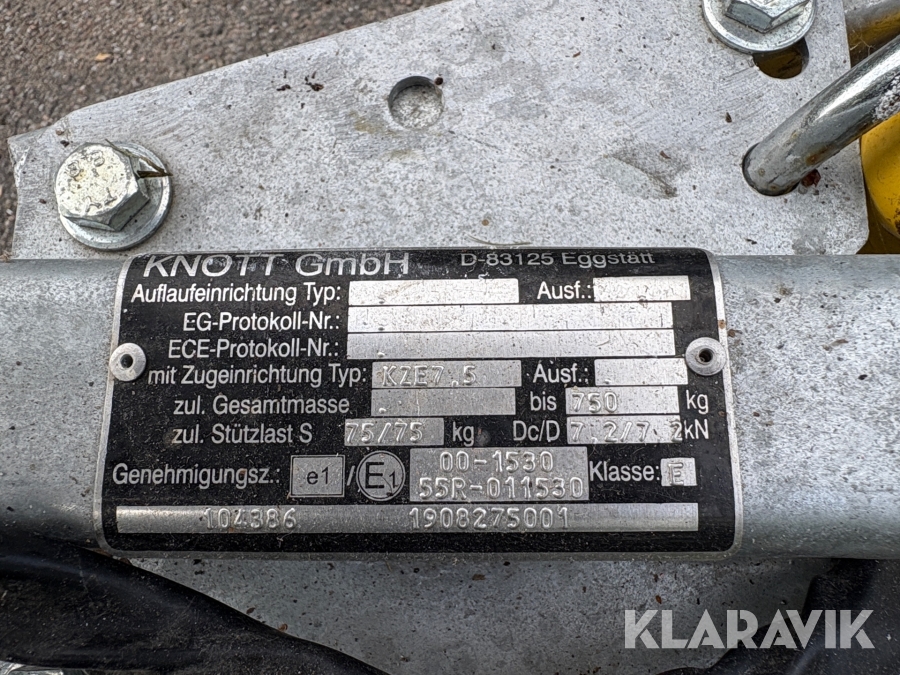 KNOTT GmbH D-83125 Eggstätt
Auflaufeinrichtung Typ: Ausf.:
EG-Protokoll-Nr.:
ECE-Protokoll-Nr.:
mit Zugeinrichtung Typ: KZE7.5 Ausf.:
zul. Gesamtmasse bis 750 kg
zul. Stützlast S 75/75 kg Dc/D 7.2/7.2kN
Genehmigungsz.: e1 / E1 00-1530 Klasse: E
55R-011530
104386 1908275001
KLARAVIK